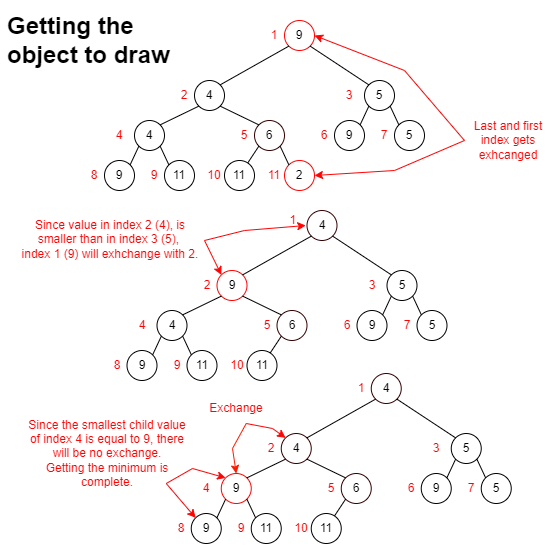 Getting the
object to draw
1 9
2 4
3 5
4 4
5 6
6 9
7 5
8 9
9 11
10 11
11 2
Last and first
index gets
exhcanged
Since value in index 2 (4), is
smaller than in index 3 (5),
index 1 (9) will exhchange with 2.
1 4
2 9
3 5
4 4
5 6
6 9
7 5
8 9
9 11
10 11
Since the smallest child value
of index 4 is equal to 9, there
will be no exchange.
Getting the minimum is
complete.
Exchange
1 4
2 4
3 5
4 9
5 6
6 9
7 5
8 9
9 11
10 11